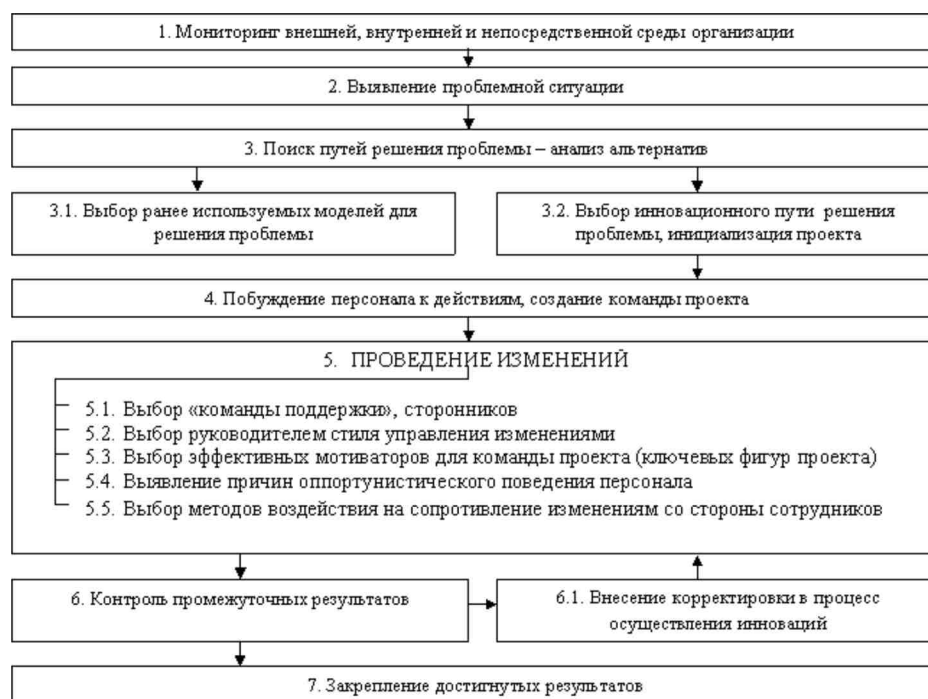 1. Мониторинг внешней, внутренней и непосредственной среды организации
2. Выявление проблемной ситуации
3. Поиск путей решения проблемы – анализ альтернатив
3.1. Выбор ранее используемых моделей для
решения проблемы
3.2. Выбор инновационного пути решения
проблемы, инициализация проекта
4. Побуждение персонала к действиям, создание команды проекта
5. ПРОВЕДЕНИЕ ИЗМЕНЕНИЙ
5.1. Выбор «команды поддержки», сторонников
5.2. Выбор руководителем стиля управления изменениями
5.3. Выбор эффективных мотиваторов для команды проекта (ключевых фигур проекта)
5.4. Выявление причин оппортунистического поведения персонала
5.5. Выбор методов воздействия на сопротивление изменениям со стороны сотрудников
6. Контроль промежуточных результатов
6.1. Внесение корректировки в процесс
осуществления инноваций
7. Закрепление достигнутых результатов